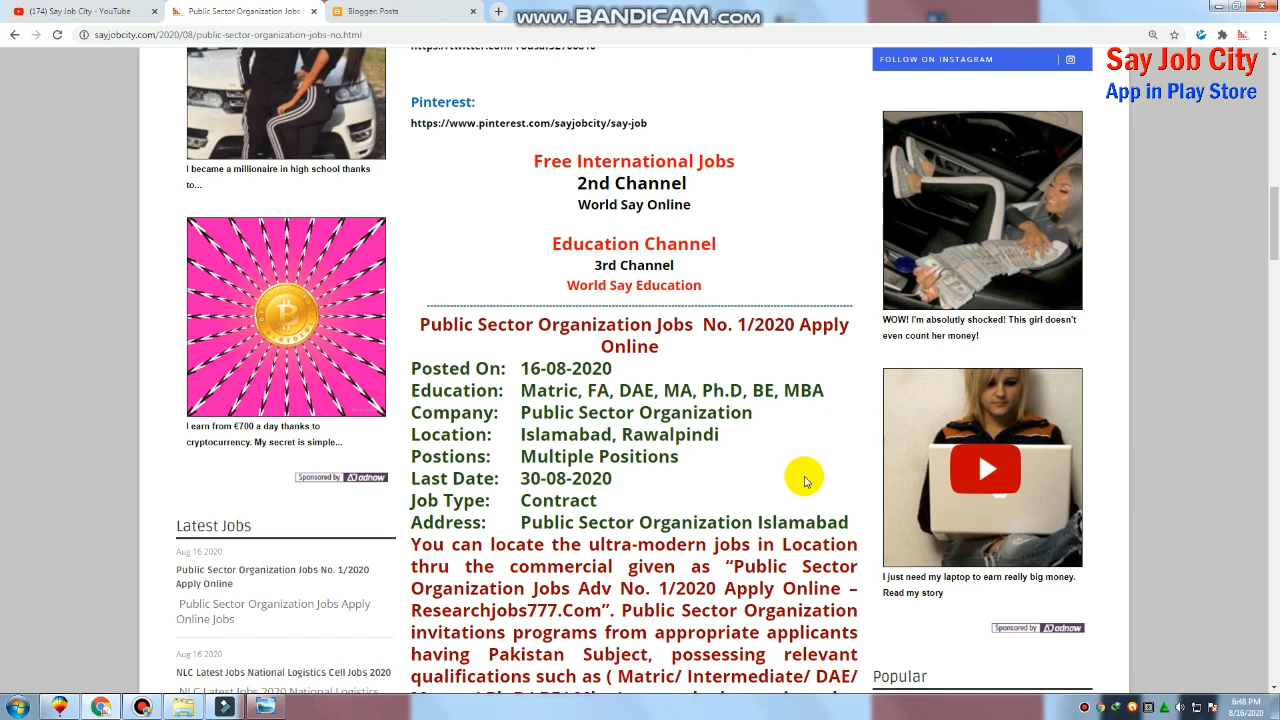 (174) Say Job City - YouTube
Public Sector Organization Jobs
Blogger: Posts
www.BANDICAM.com
sayjobcity.com/2020/08/public-sector-organization-jobs-no.html
FOLLOW ON INSTAGRAM
Say Job City
App in Play Store
Pinterest:
https://www.pinterest.com/sayjobcity/say-job
I became a millionaire in high school thanks
to...
Free International Jobs
2nd Channel
World Say Online
Education Channel
3rd Channel
World Say Education
WOW! I'm absolutly shocked! This girl doesn't
even count her money!
Public Sector Organization Jobs No. 1/2020 Apply
Online
Posted On: 16-08-2020
Education: Matric, FA, DAE, MA, Ph.D, BE, MBA
Company: Public Sector Organization
Location: Islamabad, Rawalpindi
Postions: Multiple Positions
Last Date: 30-08-2020
Job Type: Contract
Address: Public Sector Organization Islamabad
You can locate the ultra-modern jobs in Location
thru the commercial given as “Public Sector
Organization Jobs Adv No. 1/2020 Apply Online –
Researchjobs777.Com”. Public Sector Organization
invitations programs from appropriate applicants
having Pakistan Subject, possessing relevant
qualifications such as ( Matric/ Intermediate/ DAE/
I earn from €700 a day thanks to
cryptocurrency. My secret is simple...
Sponsored by adnow
Latest Jobs
Aug 16 2020
Public Sector Organization Jobs No. 1/2020
Apply Online
Public Sector Organization Jobs Apply
Online Jobs
Aug 16 2020
NLC Latest Jobs National Logistics Cell Jobs 2020
NLC Latest Jobs 2020 National Logistics
I just need my laptop to earn really big money.
Read my story
Sponsored by adnow
Popular
6:48 PM
8/16/2020